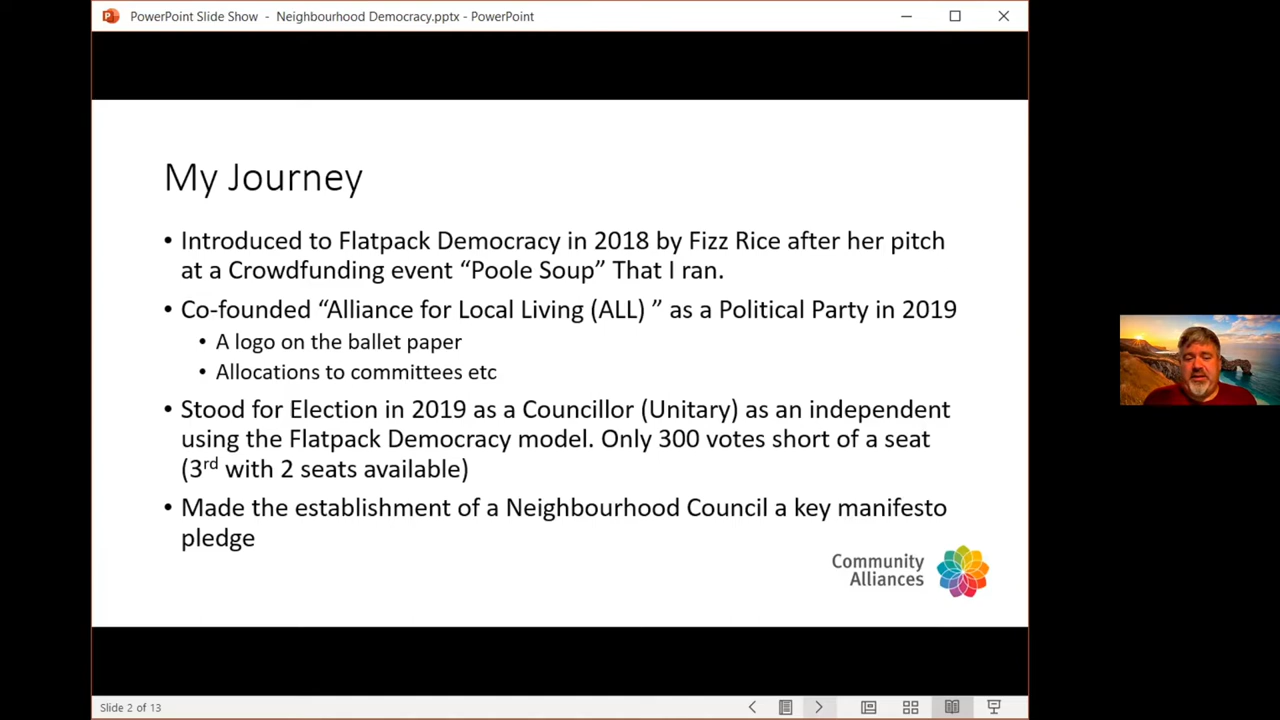 PowerPoint Slide Show - Neighbourhood Democracy.pptx - PowerPoint
My Journey
• Introduced to Flatpack Democracy in 2018 by Fizz Rice after her pitch
at a Crowdfunding event “Poole Soup” That I ran.
• Co-founded “Alliance for Local Living (ALL) ” as a Political Party in 2019
• A logo on the ballet paper
• Allocations to committees etc
• Stood for Election in 2019 as a Councillor (Unitary) as an independent
using the Flatpack Democracy model. Only 300 votes short of a seat
(3rd with 2 seats available)
• Made the establishment of a Neighbourhood Council a key manifesto
pledge
Community
Alliances
Slide 2 of 13